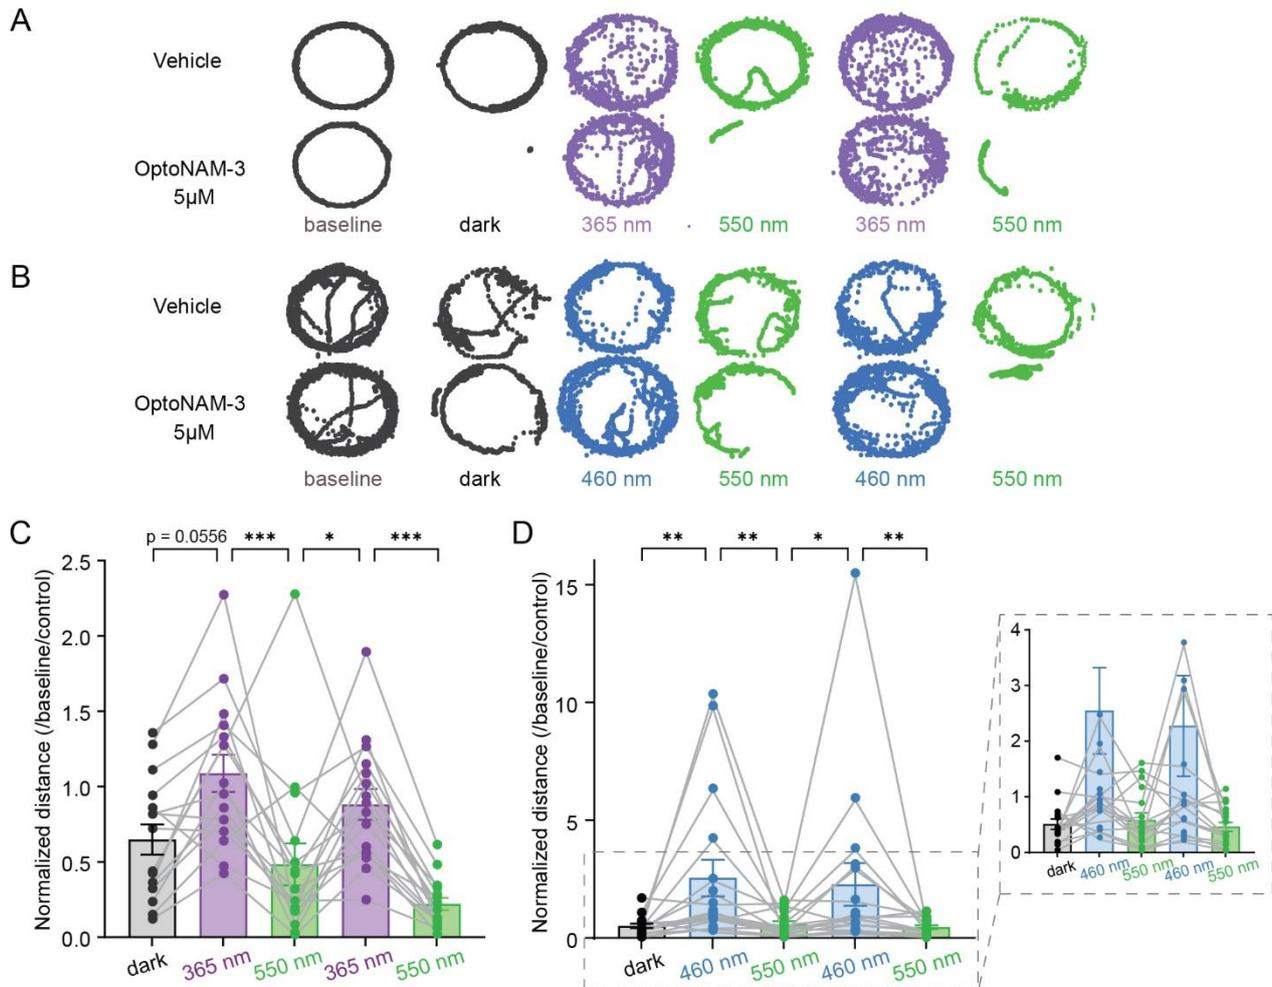 A
Vehicle
OptoNAM-3
5µM
baseline dark 365 nm 550 nm 365 nm 550 nm
B
Vehicle
OptoNAM-3
5µM
baseline dark 460 nm 550 nm 460 nm 550 nm
C
p = 0.0556 *** * ***
Normalized distance (/baseline/control)
2.5
2.0
1.5
1.0
0.5
0.0
dark 365 nm 550 nm 365 nm 550 nm
D
** ** * **
Normalized distance (/baseline/control)
15
10
5
0
dark 460 nm 550 nm 460 nm 550 nm
4
3
2
1
0
dark 460 nm 550 nm 460 nm 550 nm